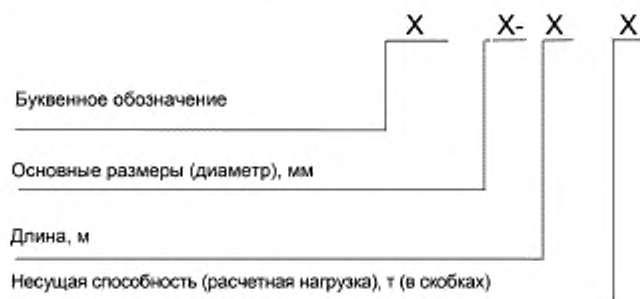 X X- X X
Буквенное обозначение
Основные размеры (диаметр), мм
Длина, м
Несущая способность (расчетная нагрузка), т (в скобках)